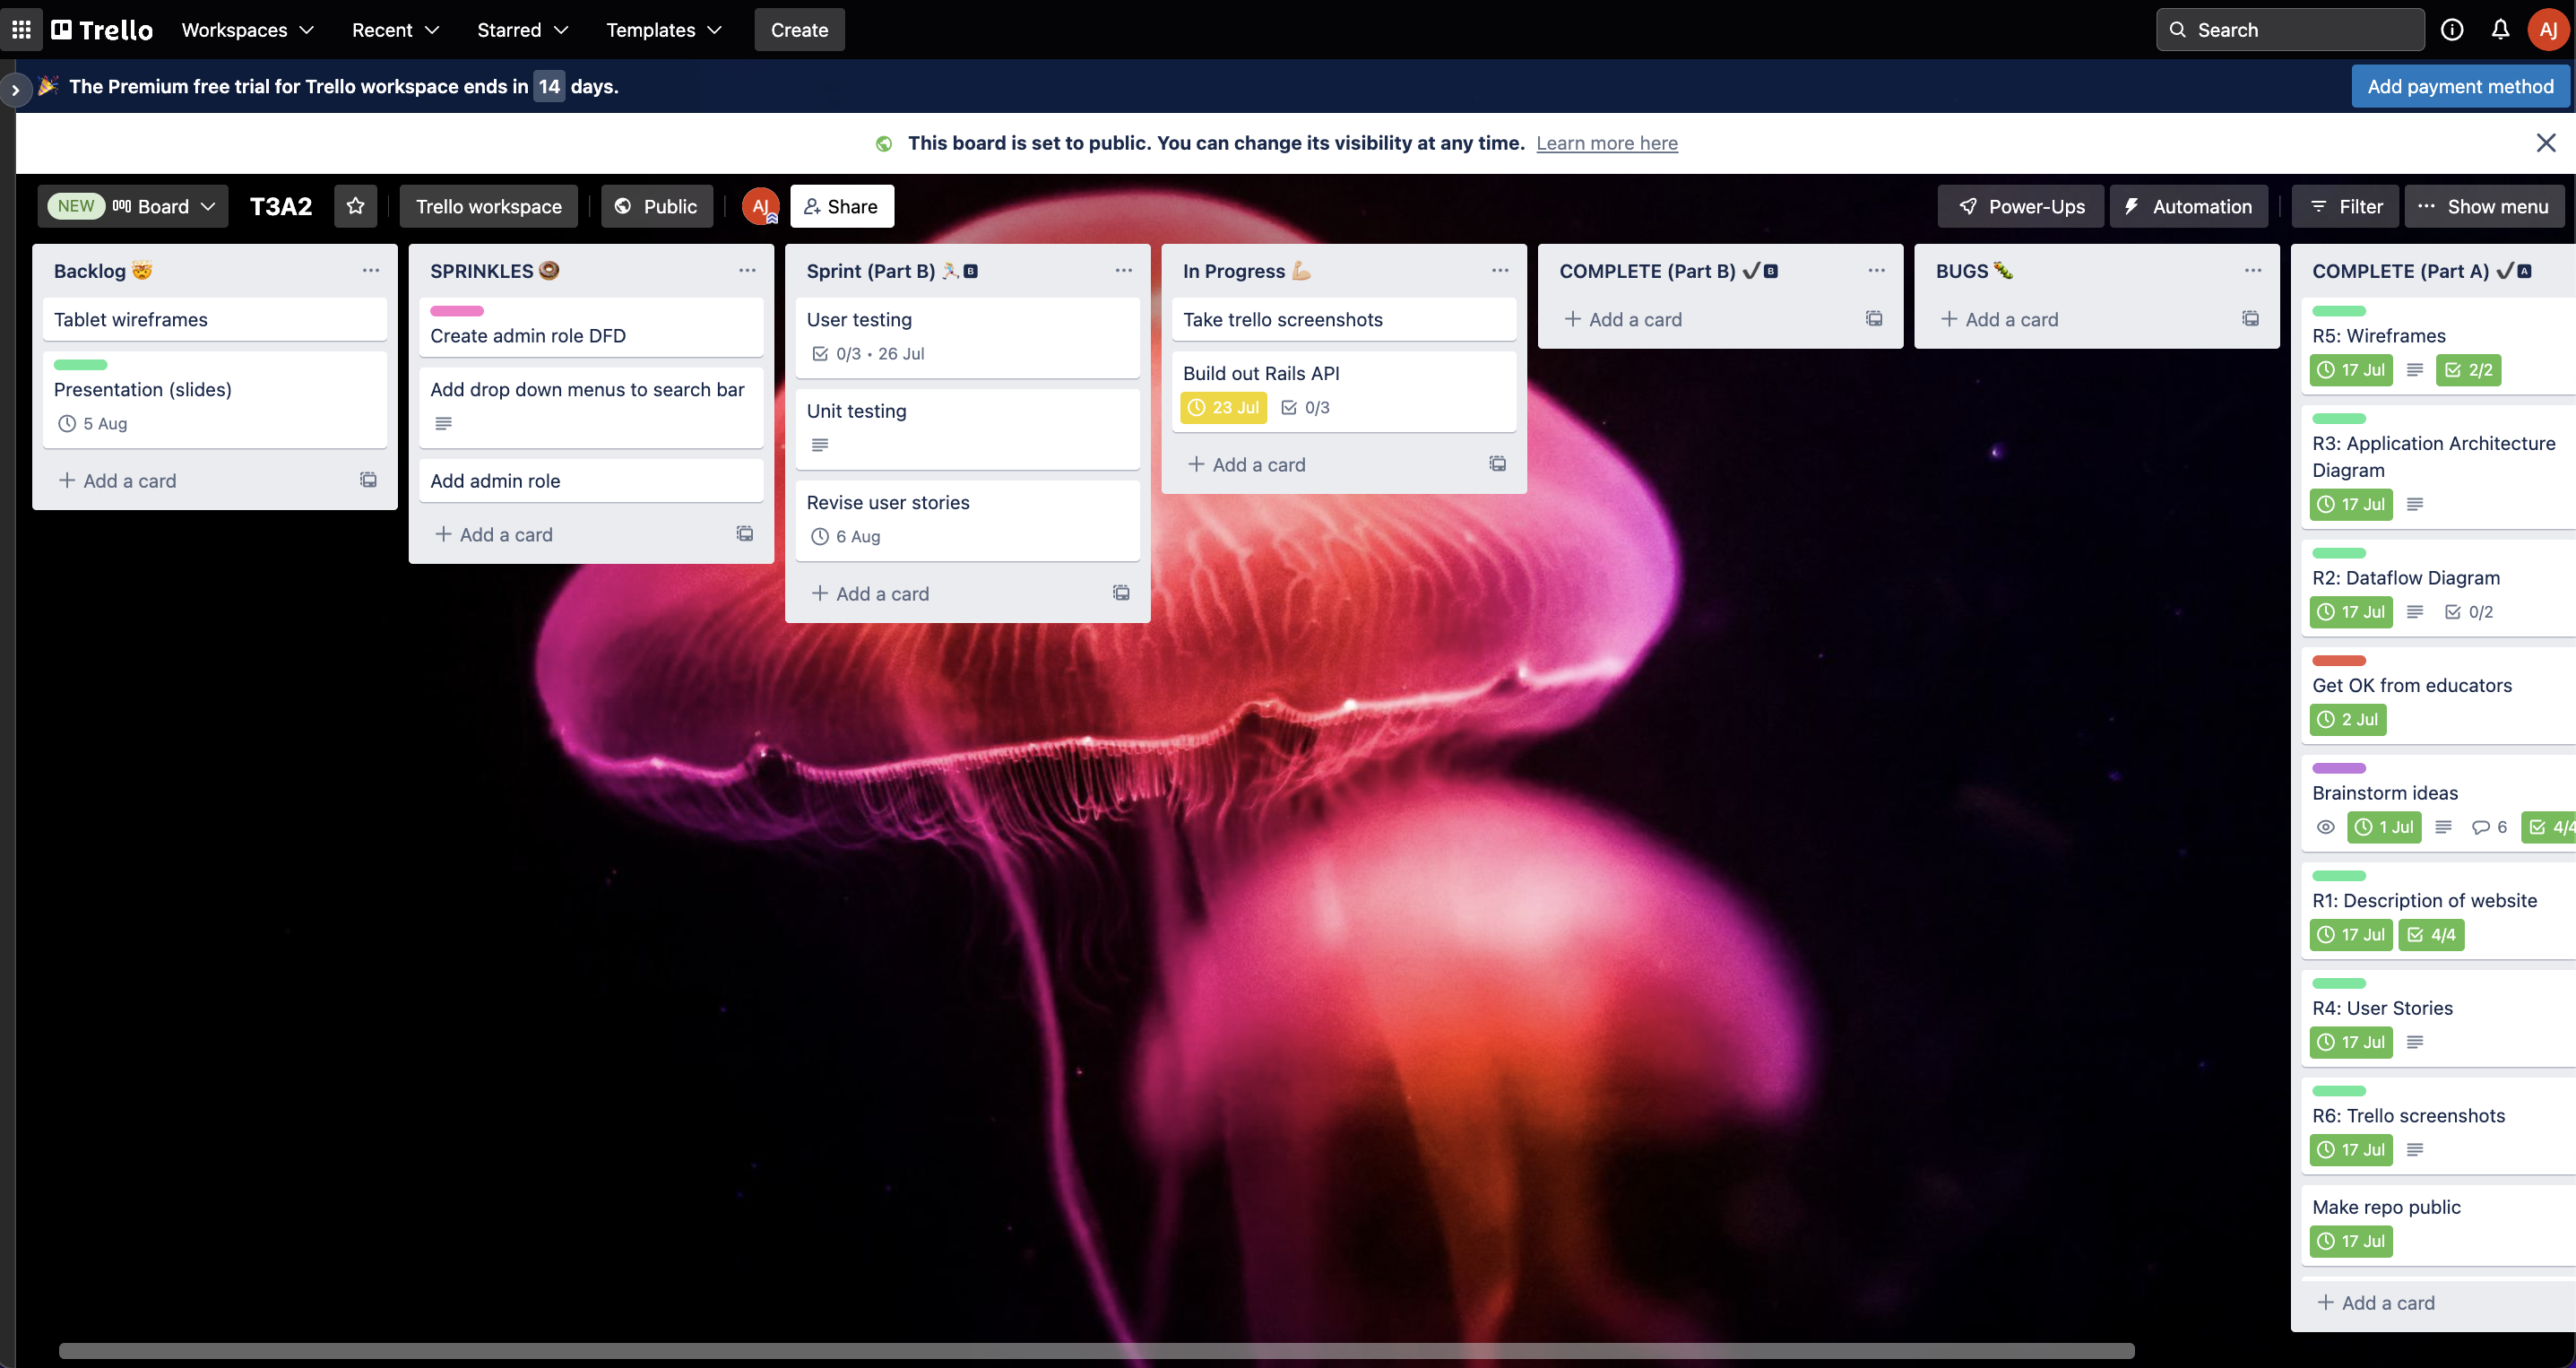 Trello Workspaces Recent Starred Templates Create Search AJ
The Premium free trial for Trello workspace ends in 14 days. Add payment method
This board is set to public. You can change its visibility at any time. Learn more here
NEW Board T3A2 Trello workspace Public AJ Share Power-Ups Automation Filter Show menu
Backlog
Tablet wireframes
Presentation (slides)
5 Aug
Add a card
SPRINKLES
Create admin role DFD
Add drop down menus to search bar
Add admin role
Add a card
Sprint (Part B) B
User testing
0/3 • 26 Jul
Unit testing
Revise user stories
6 Aug
Add a card
In Progress
Take trello screenshots
Build out Rails API
23 Jul 0/3
Add a card
COMPLETE (Part B) B
Add a card
BUGS
Add a card
COMPLETE (Part A) A
R5: Wireframes
17 Jul 2/2
R3: Application Architecture
Diagram
17 Jul
R2: Dataflow Diagram
17 Jul 0/2
Get OK from educators
2 Jul
Brainstorm ideas
1 Jul 6 4/4
R1: Description of website
17 Jul 4/4
R4: User Stories
17 Jul
R6: Trello screenshots
17 Jul
Make repo public
17 Jul
Add a card